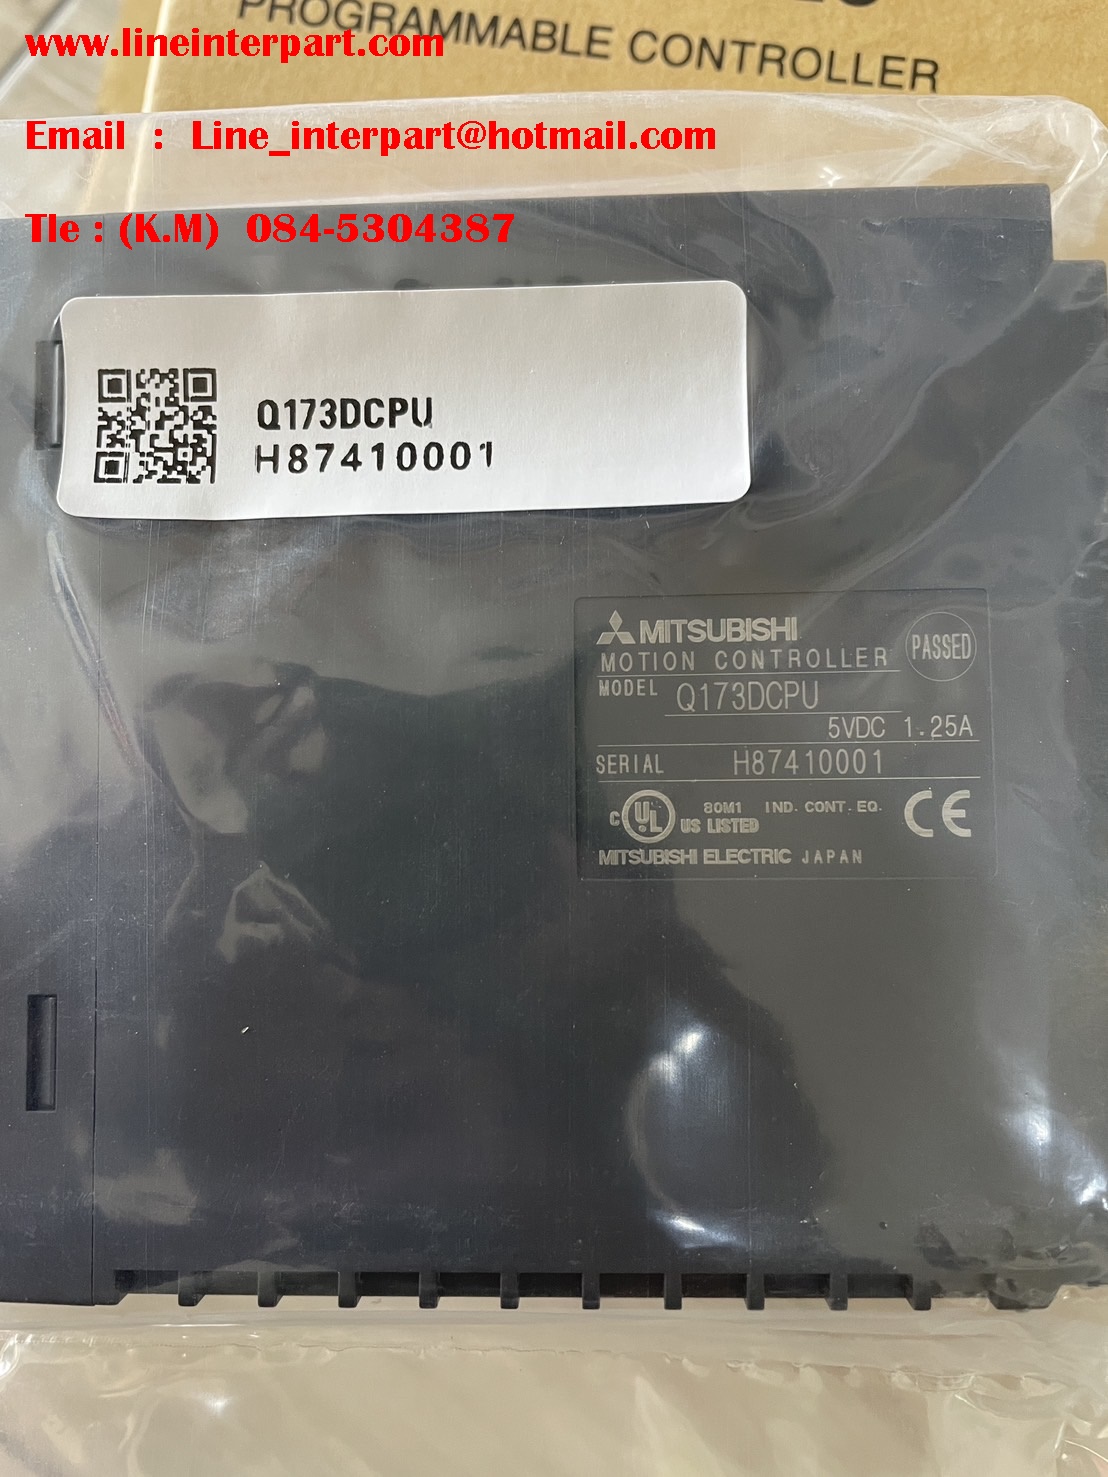 PROGRAMMABLE CONTROLLER
www.lineinterpart.com
Email : Line_interpart@hotmail.com
Tle : (K.M) 084-5304387
Q173DCPU
H87410001
MITSUBISHI
MOTION CONTROLLER
PASSED
MODEL Q173DCPU
5VDC 1.25A
SERIAL H87410001
C UL US LISTED 80M1 IND. CONT. EQ. CE
MITSUBISHI ELECTRIC JAPAN